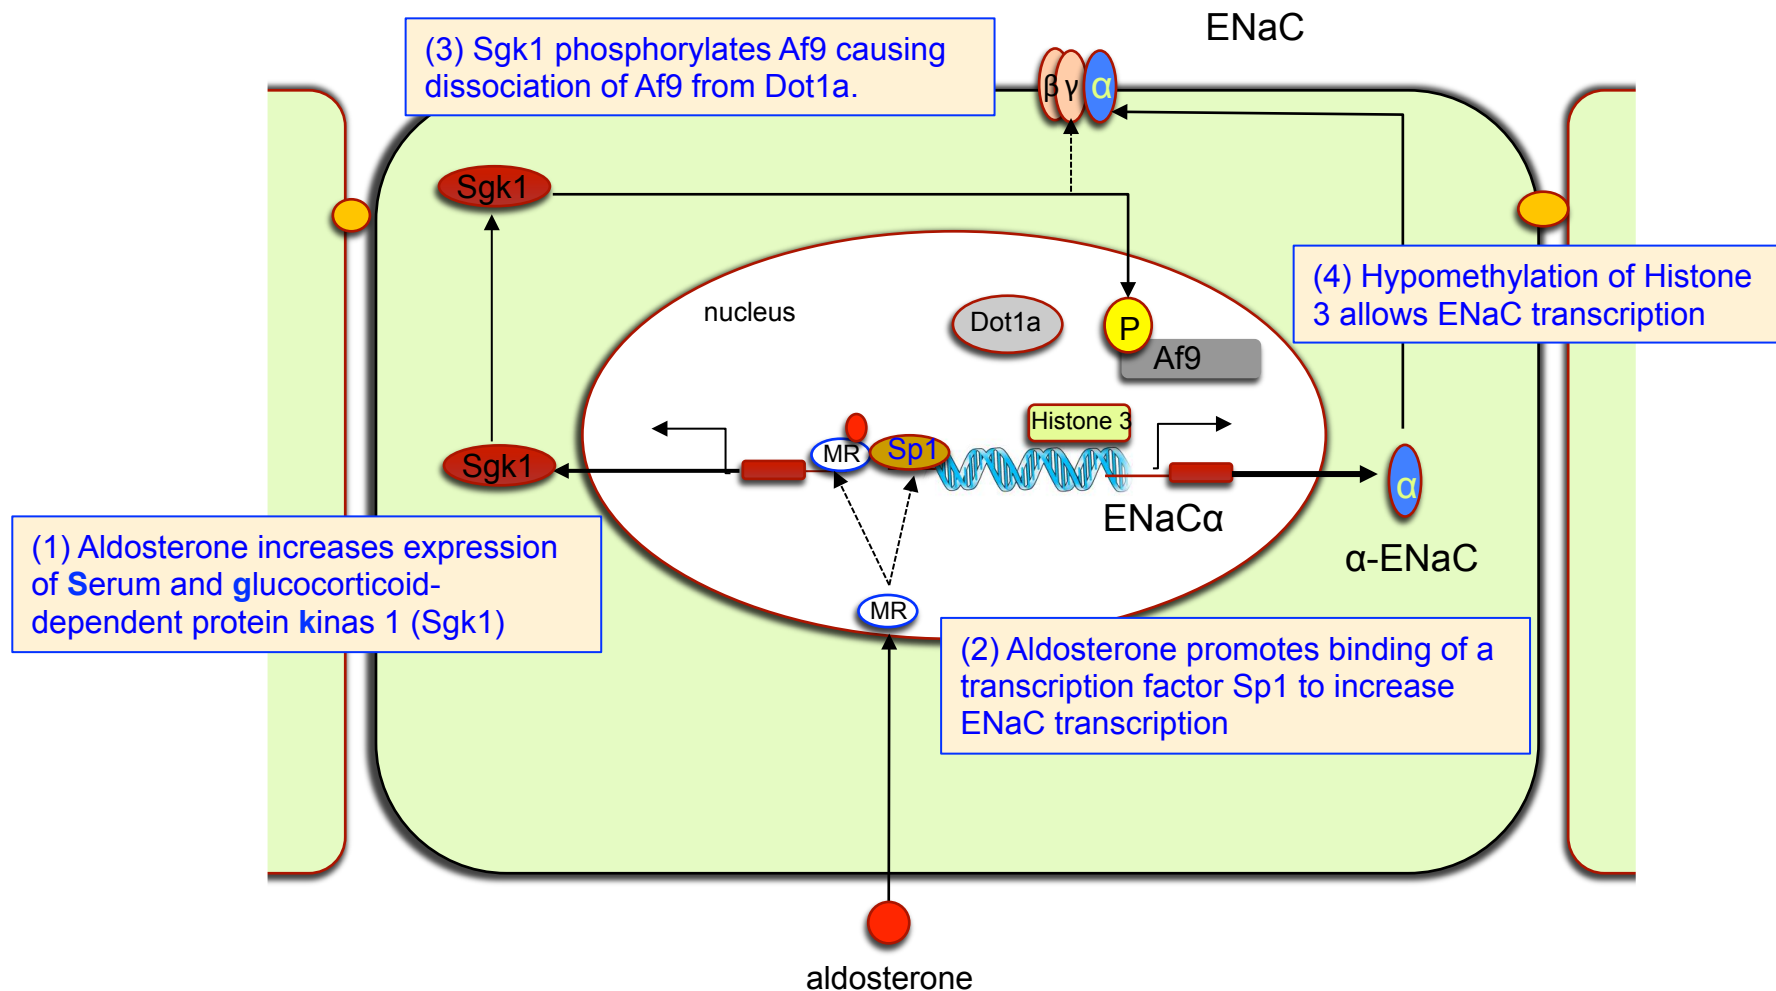 ENaC
(3) Sgk1 phosphorylates Af9 causing
dissociation of Af9 from Dot1a.
β γ α
Sgk1
(4) Hypomethylation of Histone
3 allows ENaC transcription
nucleus
Dot1a
P
Af9
Histone 3
MR
Sp1
Sgk1
α
ENaCα
α-ENaC
(1) Aldosterone increases expression
of Serum and glucocorticoid-
dependent protein kinas 1 (Sgk1)
MR
(2) Aldosterone promotes binding of a
transcription factor Sp1 to increase
ENaC transcription
aldosterone